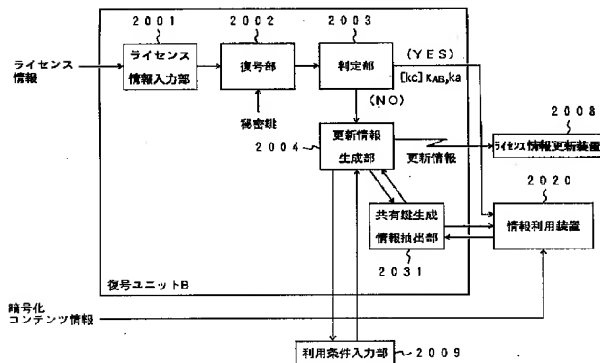 2001
2002
2003
ライセンス
情報
ライセンス
情報入力部
復号部
判定部
(YES)
[kc]KAB,ka
秘密鍵
(NO)
2004
更新情報
生成部
更新情報
2008
ライセンス情報更新装置
2020
共有鍵生成
情報抽出部
情報利用装置
2031
復号ユニットB
暗号化
コンテンツ情報
利用条件入力部
2009